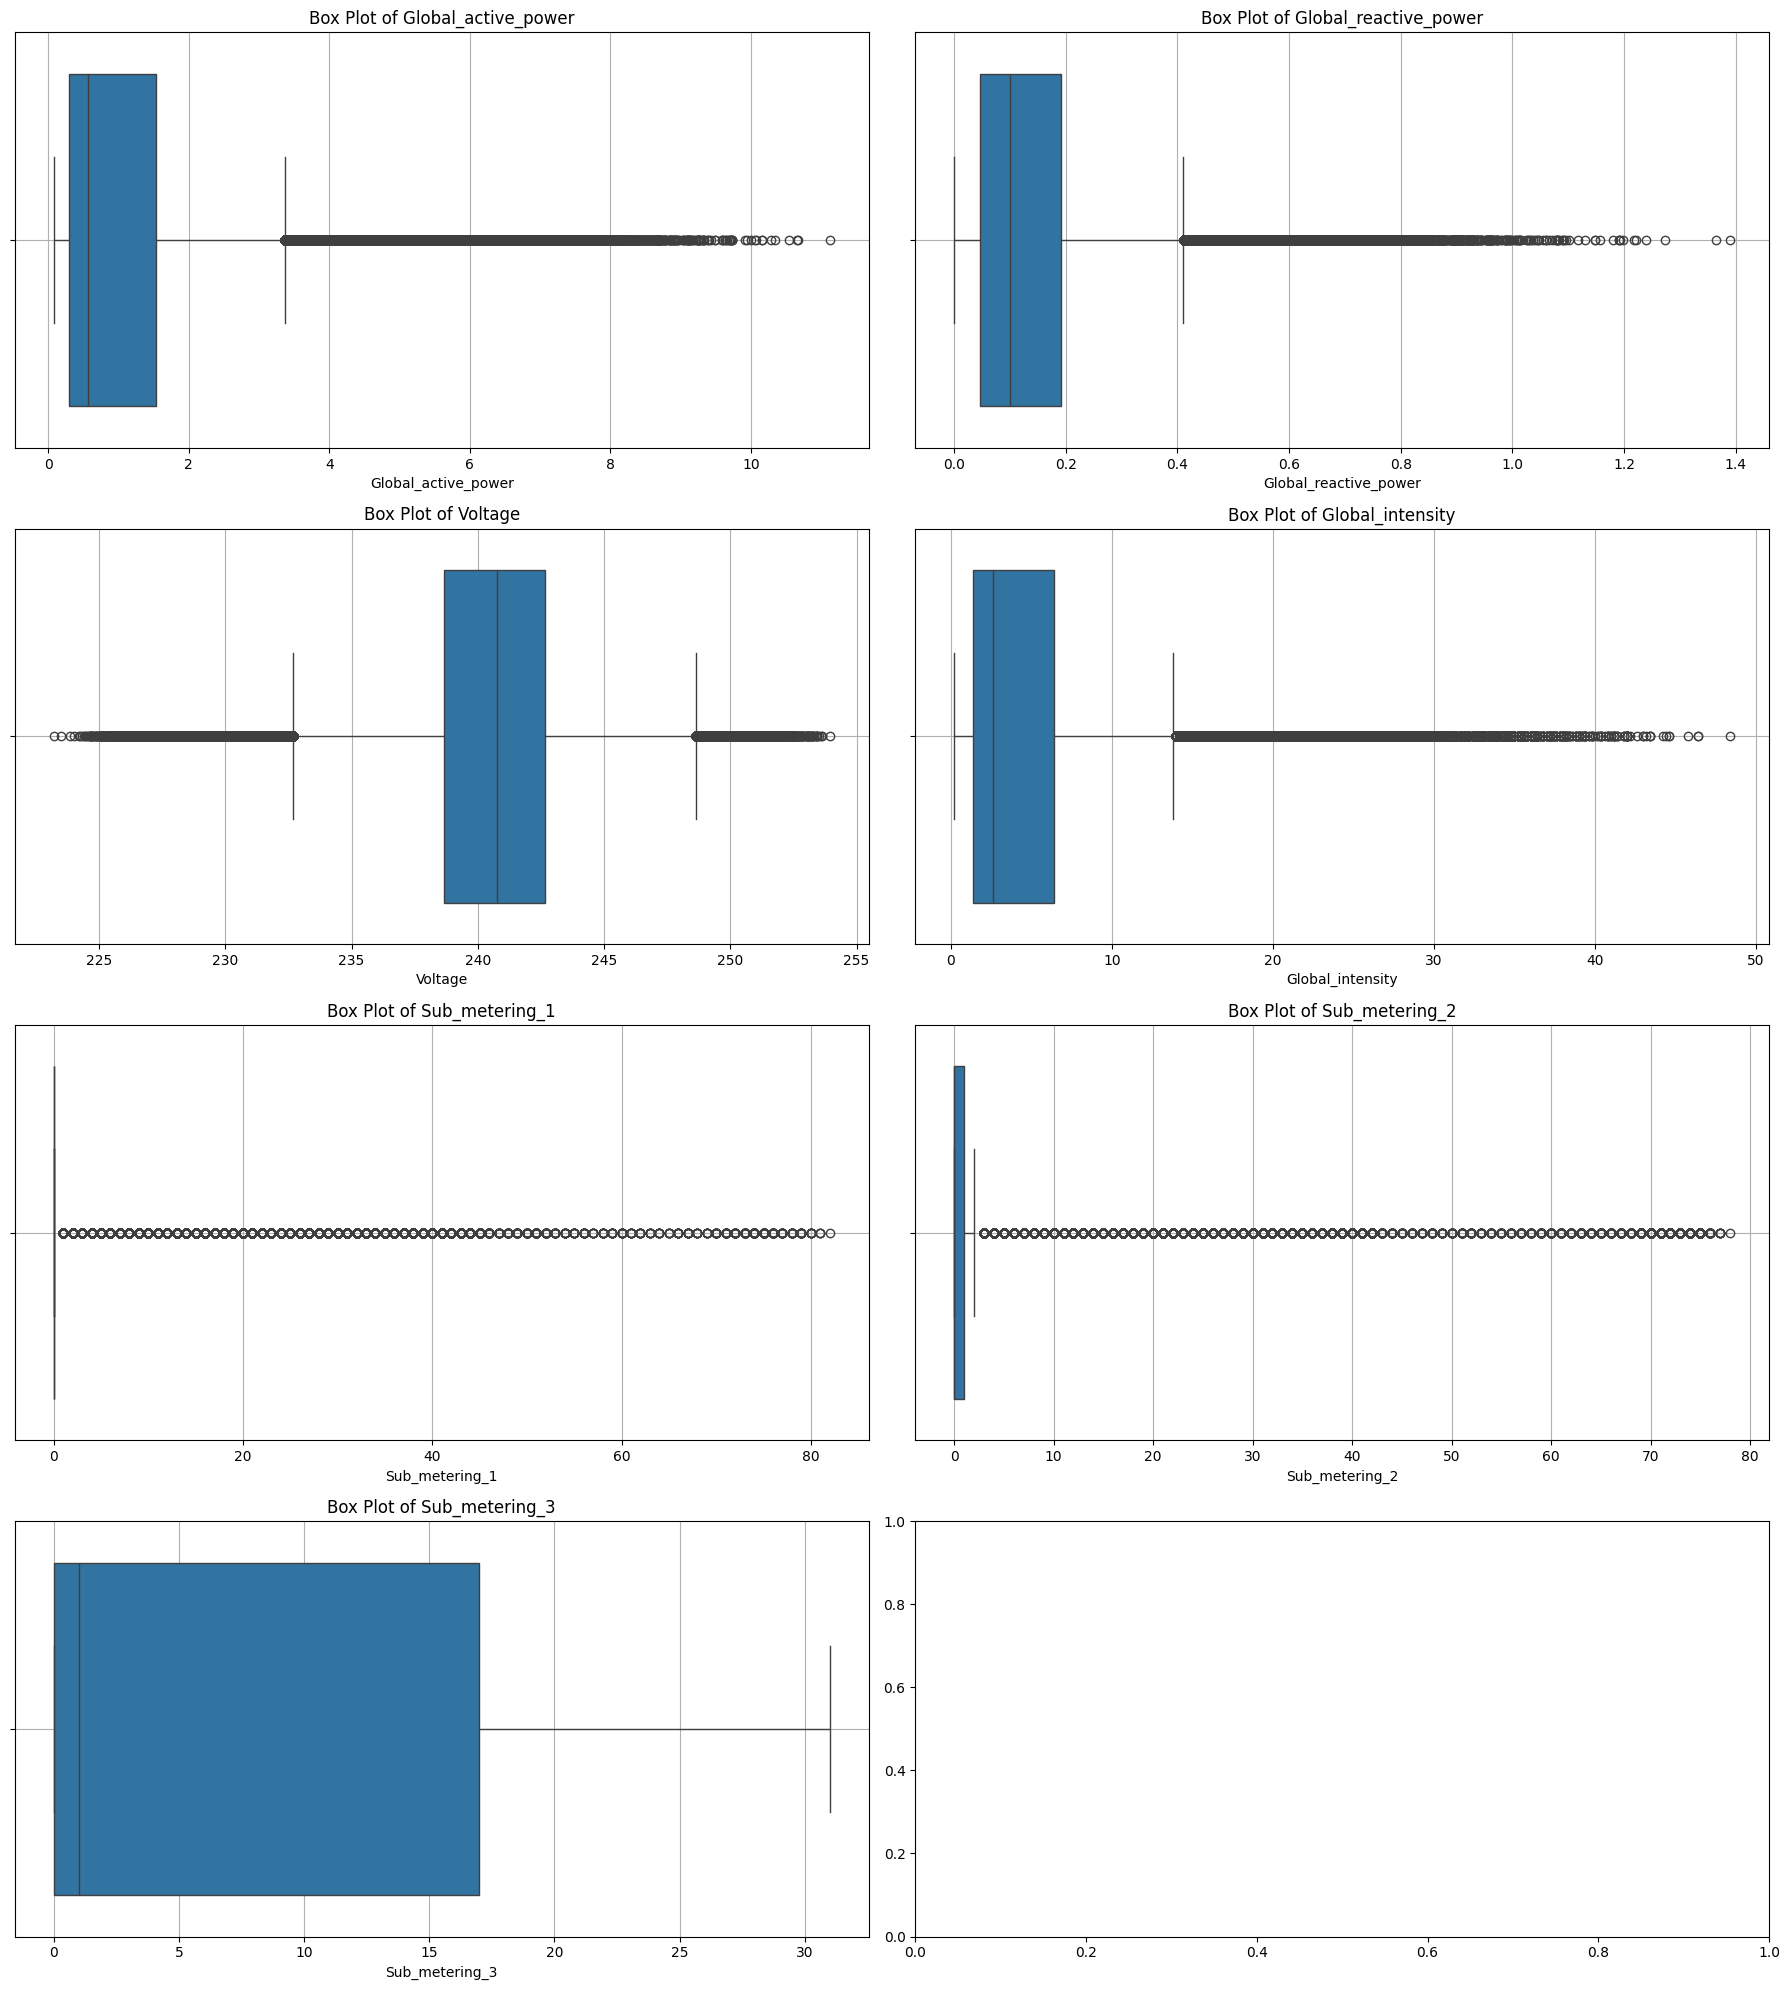 Box Plot of Global_active_power
0 2 4 6 8 10
Global_active_power
Box Plot of Global_reactive_power
0.0 0.2 0.4 0.6 0.8 1.0 1.2 1.4
Global_reactive_power
Box Plot of Voltage
225 230 235 240 245 250 255
Voltage
Box Plot of Global_intensity
0 10 20 30 40 50
Global_intensity
Box Plot of Sub_metering_1
0 20 40 60 80
Sub_metering_1
Box Plot of Sub_metering_2
0 10 20 30 40 50 60 70 80
Sub_metering_2
Box Plot of Sub_metering_3
0 5 10 15 20 25 30
Sub_metering_3
1.0
0.8
0.6
0.4
0.2
0.0
0.0 0.2 0.4 0.6 0.8 1.0